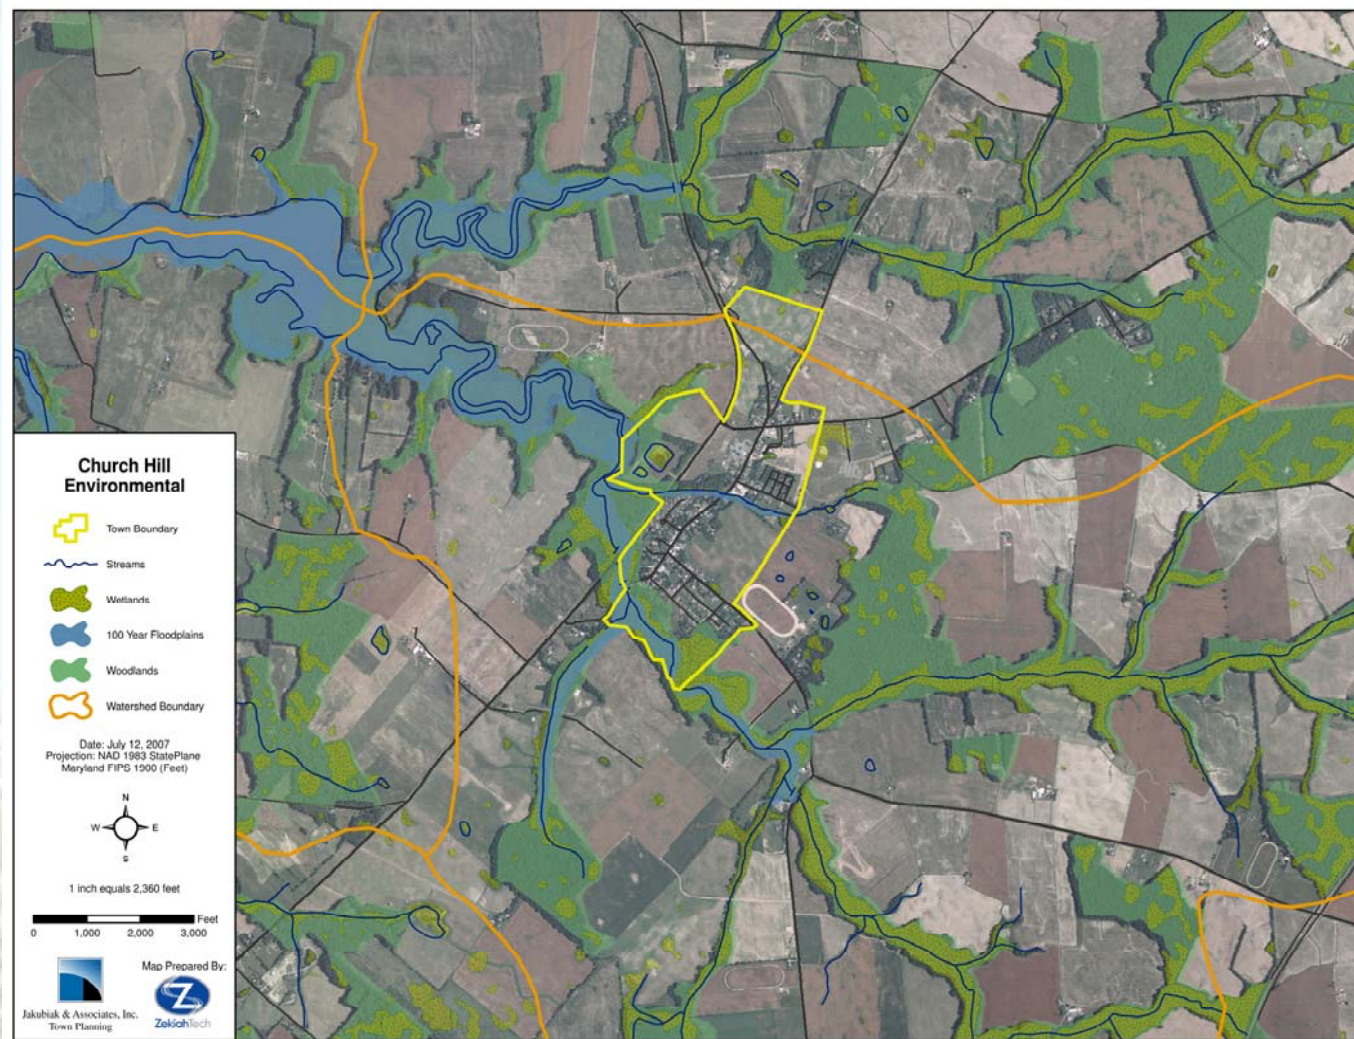 Church Hill
Environmental
Town Boundary
Streams
Wetlands
100 Year Floodplains
Woodlands
Watershed Boundary
Date: July 12, 2007
Projection: NAD 1983 StatePlane
Maryland FIPS 1900 (Feet)
N
W E
S
1 inch equals 2,360 feet
Feet
0 1,000 2,000 3,000
Map Prepared By:
Jakubiak & Associates, Inc.
Town Planning
Z
ZekiahTech